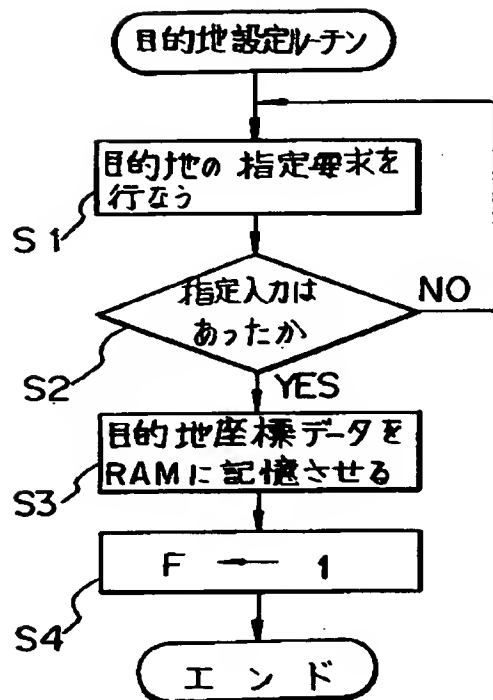 目的地設定ルーチン
目的地の指定要求を
行なう
S1
指定入力は
あったか
NO
S2
YES
目的地座標データを
RAMに記憶させる
S3
F ← 1
S4
エンド